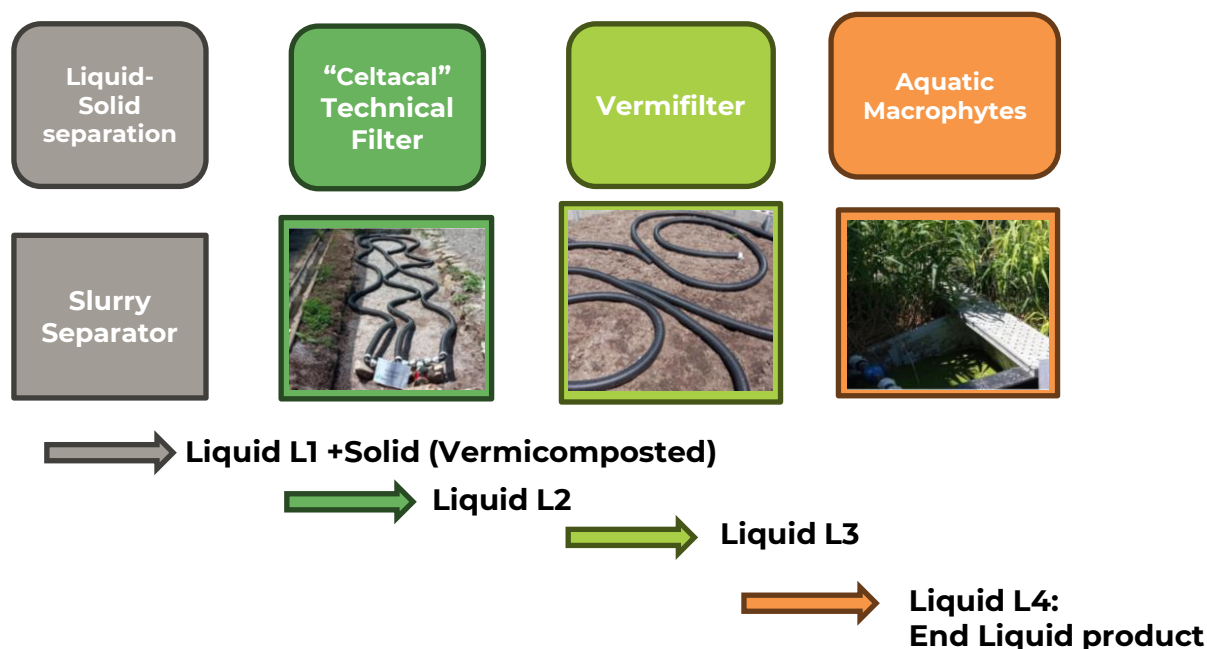 Liquid-
Solid
separation
“Celtacal”
Technical
Filter
Vermifilter
Aquatic
Macrophytes
Slurry
Separator
Liquid L1 +Solid (Vermicomposted)
Liquid L2
Liquid L3
Liquid L4:
End Liquid product